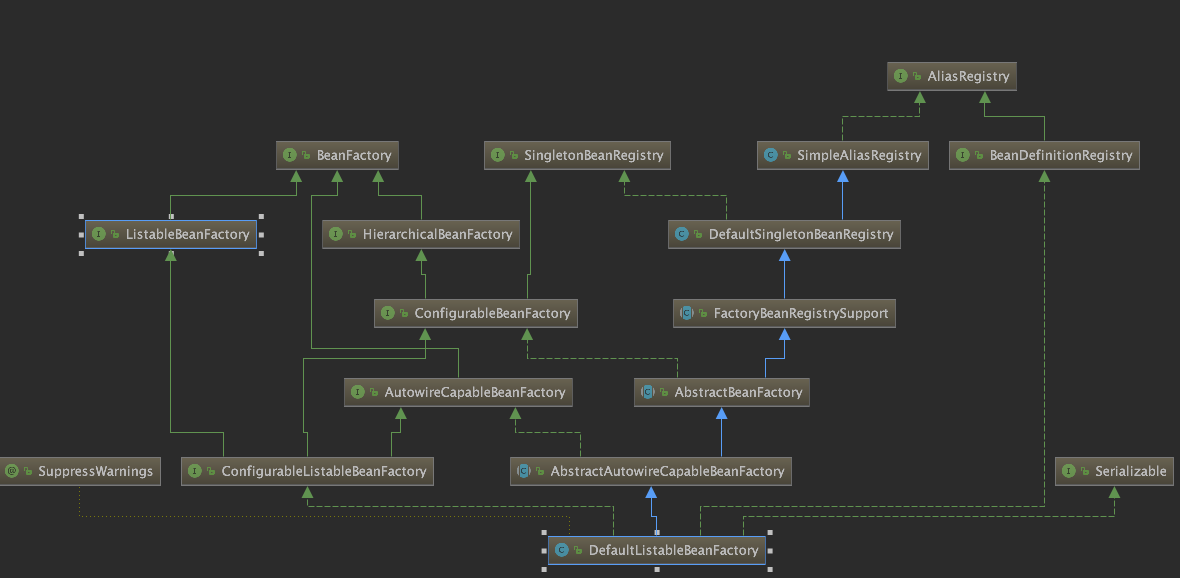 AliasRegistry
BeanFactory
SingletonBeanRegistry
SimpleAliasRegistry
BeanDefinitionRegistry
ListableBeanFactory
HierarchicalBeanFactory
DefaultSingletonBeanRegistry
ConfigurableBeanFactory
FactoryBeanRegistrySupport
AutowireCapableBeanFactory
AbstractBeanFactory
SuppressWarnings
ConfigurableListableBeanFactory
AbstractAutowireCapableBeanFactory
Serializable
DefaultListableBeanFactory